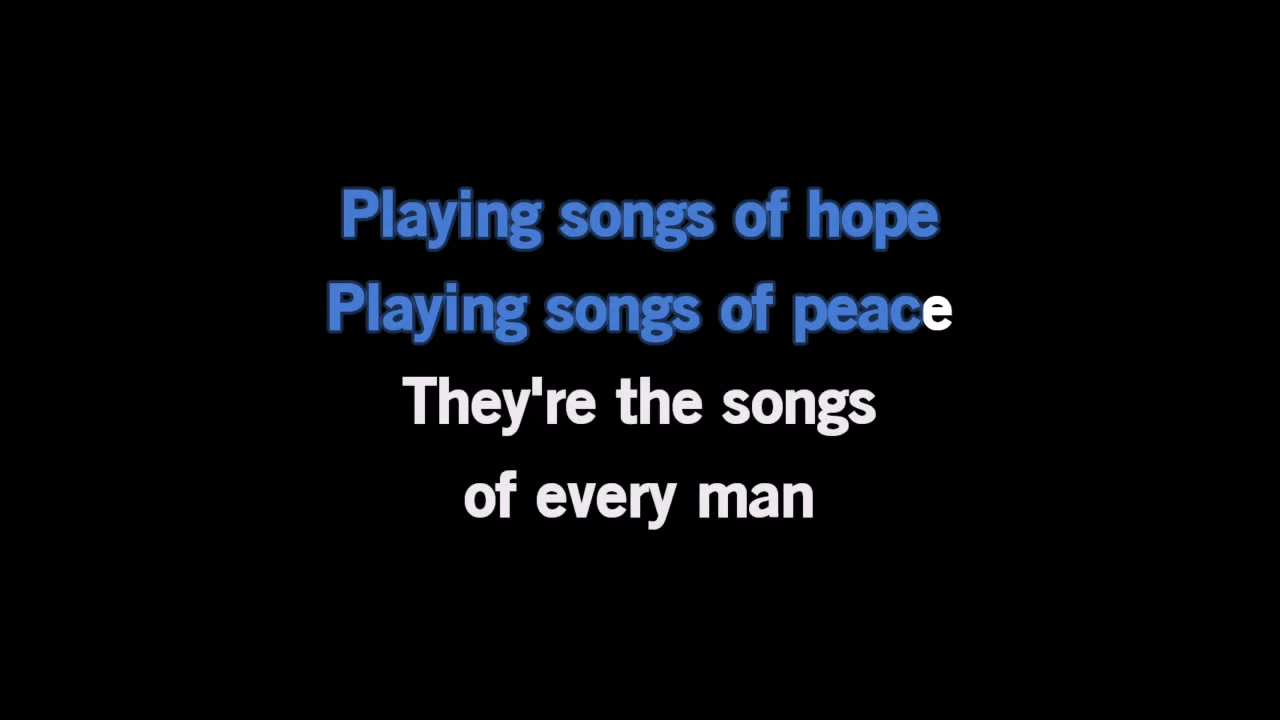 Playing songs of hope
Playing songs of peace
They're the songs
of every man